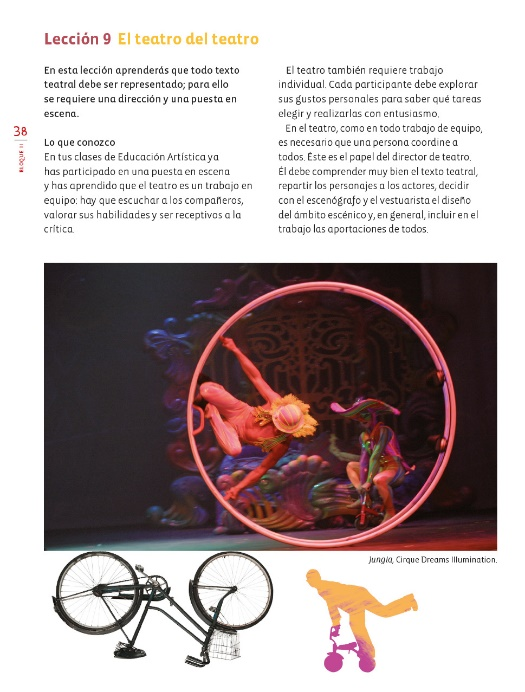 Lección 9 El teatro del teatro
En esta lección aprenderás que todo texto
teatral debe ser representado; para ello
se requiere una dirección y una puesta en
escena.
38
BLOQUE II
Lo que conozco
En tus clases de Educación Artística ya
has participado en una puesta en escena
y has aprendido que el teatro es un trabajo en
equipo: hay que escuchar a los compañeros,
valorar sus habilidades y ser receptivos a la
crítica.
El teatro también requiere trabajo
individual. Cada participante debe explorar
sus gustos personales para saber qué tareas
elegir y realizarlas con entusiasmo.
En el teatro, como en todo trabajo de equipo,
es necesario que una persona coordine a
todos. Éste es el papel del director de teatro.
Él debe comprender muy bien el texto teatral,
repartir los personajes a los actores, decidir
con el escenógrafo y el vestuarista el diseño
del ámbito escénico y, en general, incluir en el
trabajo las aportaciones de todos.
Jungia, Cirque Dreams Illumination.